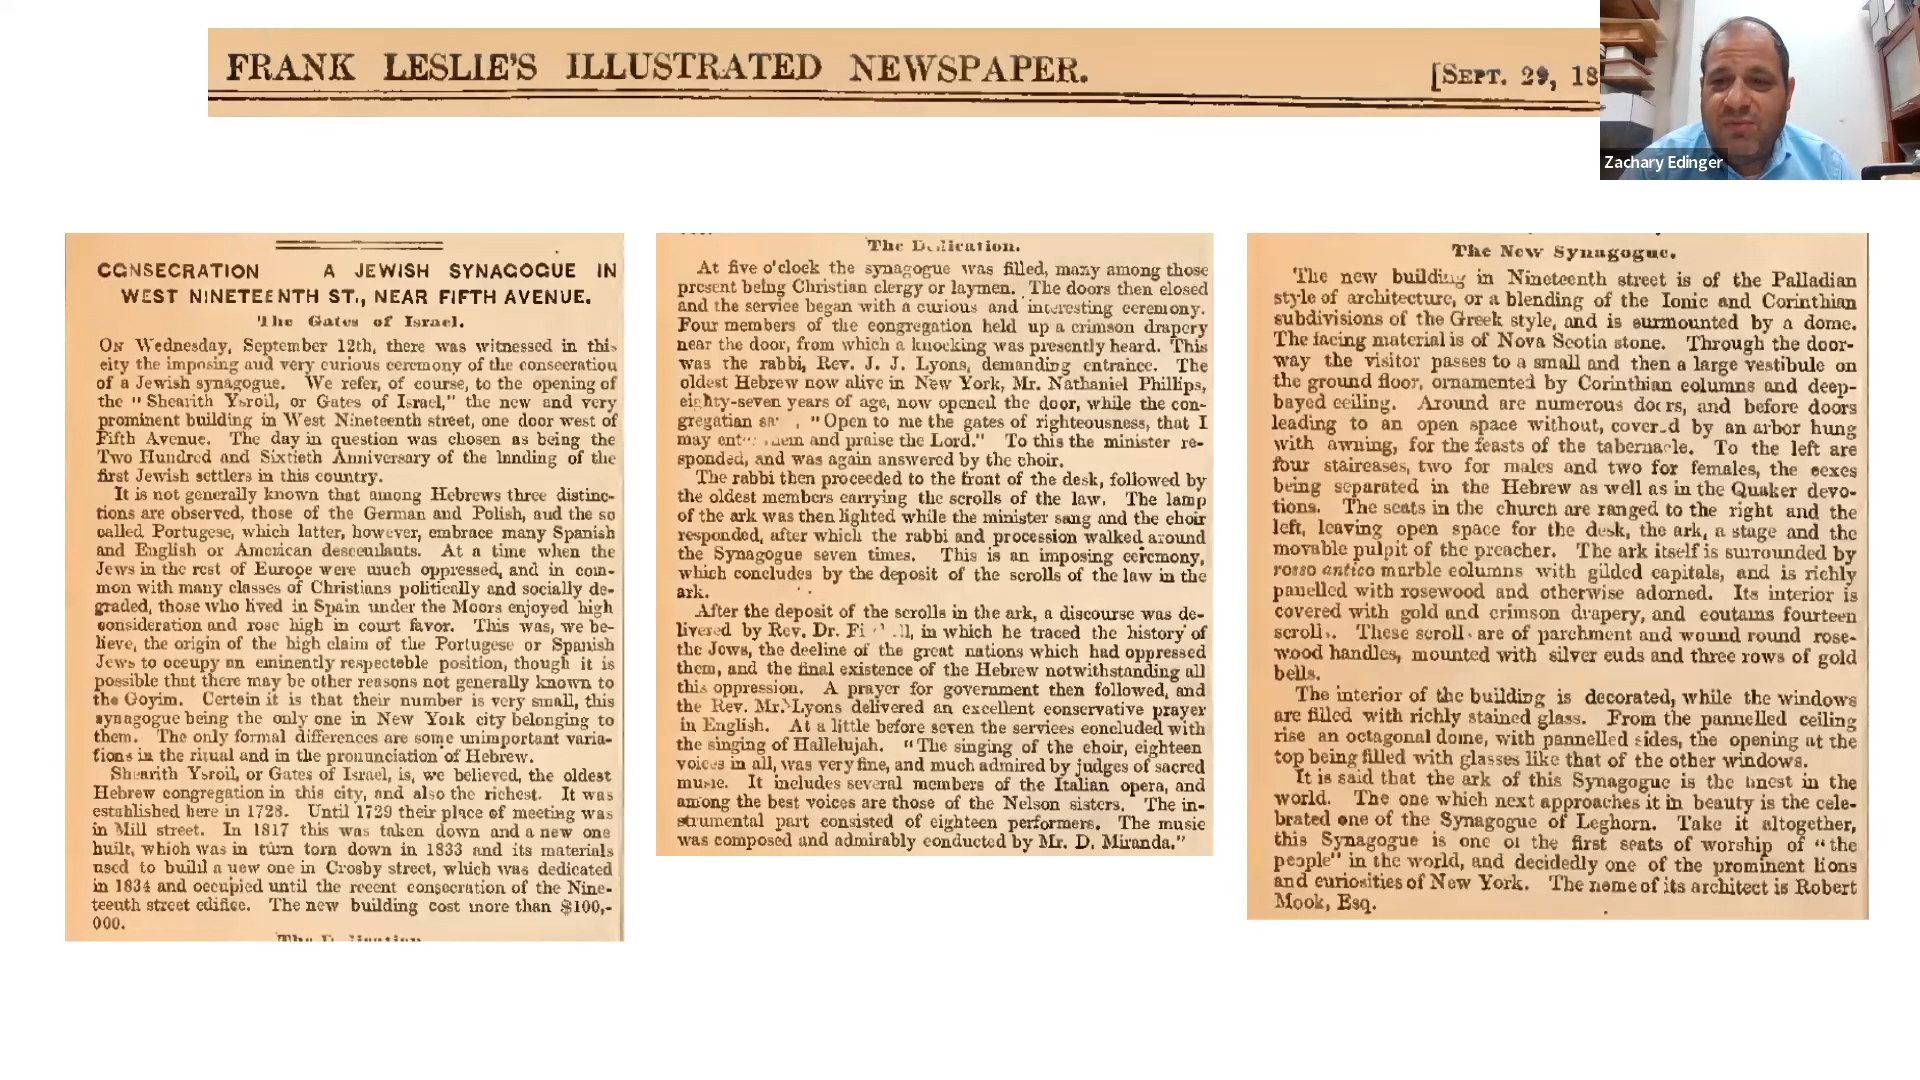 FRANK LESLIE'S ILLUSTRATED NEWSPAPER.
[SEPT. 29, 18
Zachary Edinger
CONSECRATION A JEWISH SYNAGOGUE IN
WEST NINETEENTH ST., NEAR FIFTH AVENUE.
The Gates of Israel.
ON Wednesday, September 12th, there was witnessed in this
city the imposing and very curious ceremony of the consecration
of a Jewish synagogue. We refer, of course, to the opening of
the "Shearith Ysroil, or Gates of Israel," the new and very
prominent building in West Nineteenth street, one door west of
Fifth Avenue. The day in question was chosen as being the
Two Hundred and Sixtieth Anniversary of the landing of the
first Jewish settlers in this country.
It is not generally known that among Hebrews three distinc-
tions are observed, those of the German and Polish, and the so
called Portugese, which latter, however, embrace many Spanish
and English or American descendants. At a time when the
Jews in the rest of Europe were much oppressed, and in com-
mon with many classes of Christians politically and socially de-
graded, those who lived in Spain under the Moors enjoyed high
consideration and rose high in court favor. This was, we be-
lieve, the origin of the high claim of the Portugese or Spanish
Jews to occupy an eminently respectable position, though it is
possible that there may be other reasons not generally known to
the Goyim. Certain it is that their number is very small, this
synagogue being the only one in New York city belonging to
them. The only formal differences are some unimportant varia-
tions in the ritual and in the pronunciation of Hebrew.
Shearith Ysroil, or Gates of Israel, is, we believed, the oldest
Hebrew congregation in this city, and also the richest. It was
established here in 1728. Until 1729 their place of meeting was
in Mill street. In 1817 this was taken down and a new one
built, which was in turn torn down in 1833 and its materials
used to build a new one in Crosby street, which was dedicated
in 1834 and occupied until the recent consecration of the Nine-
teenth street edifice. The new building cost more than $100,-
000.
The Dedication.
At five o'clock the synagogue was filled, many among those
present being Christian clergy or laymen. The doors then closed
and the service began with a curious and interesting ceremony.
Four members of the congregation held up a crimson drapery
near the door, from which a knocking was presently heard. This
was the rabbi, Rev. J. J. Lyons, demanding entrance. The
oldest Hebrew now alive in New York, Mr. Nathaniel Phillips,
eighty-seven years of age, now opened the door, while the con-
gregation "Open to me the gates of righteousness, that I
may and praise the Lord." To this the minister re-
sponded, and was again answered by the choir.
The rabbi then proceeded to the front of the desk, followed by
the oldest members carrying the scrolls of the law. The lamp
of the ark was then lighted while the minister sang and the choir
responded, after which the rabbi and procession walked around
the Synagogue seven times. This is an imposing ceremony,
which concludes by the deposit of the scrolls of the law in the
ark.
After the deposit of the scrolls in the ark, a discourse was de-
livered by Rev. Dr. in which he traced the history of
the Jows, the decline of the great nations which had oppressed
them, and the final existence of the Hebrew notwithstanding all
this oppression. A prayer for government then followed, and
the Rev. Mr. Lyons delivered an excellent conservative prayer
in English. At a little before seven the services concluded with
the singing of Hallelujah. "The singing of the choir, eighteen
voices in all, was very fine, and much admired by judges of sacred
music. It includes several members of the Italian opera, and
among the best voices are those of the Nelson sisters. The in-
strumental part consisted of eighteen performers. The music
was composed and admirably conducted by Mr. D. Miranda."
The New Synagogue.
The new building in Nineteenth street is of the Palladian
style of architecture, or a blending of the Ionic and Corinthian
subdivisions of the Greek style, and is surmounted by a dome.
The facing material is of Nova Scotia stone. Through the door-
way the visitor passes to a small and then a large vestibule on
the ground floor, ornamented by Corinthian columns and deep-
bayed ceiling. Around are numerous doors, and before doors
leading to an open space without, covered by an arbor hung
with awning, for the feasts of the tabernacle. To the left are
four staircases, two for males and two for females, the sexes
being separated in the Hebrew as well as in the Quaker devo-
tions. The seats in the church are ranged to the right and the
left, leaving open space for the desk, the ark, a stage and the
movable pulpit of the preacher. The ark itself is surrounded by
rosso antico marble columns with gilded capitals, and is richly
panelled with rosewood and otherwise adorned. Its interior is
covered with gold and crimson drapery, and contains fourteen
scrolls. These scrolls are of parchment and wound round rose-
wood handles, mounted with silver ends and three rows of gold
bells.
The interior of the building is decorated, while the windows
are filled with richly stained glass. From the pannelled ceiling
rise an octagonal dome, with pannelled sides, the opening at the
top being filled with glasses like that of the other windows.
It is said that the ark of this Synagogue is the finest in the
world. The one which next approaches it in beauty is the cele-
brated one of the Synagogue of Leghorn. Take it altogether,
this Synagogue is one of the first seats of worship of "the
people" in the world, and decidedly one of the prominent lions
and curiosities of New York. The name of its architect is Robert
Mook, Esq.